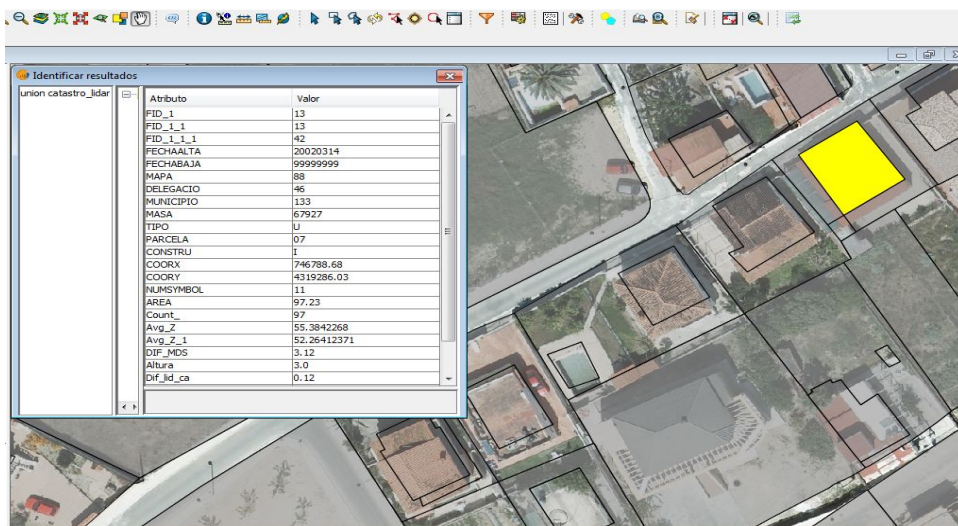 Identificar resultados
union catastro_lidar
Atributo Valor
FID_1 13
FID_1_1 13
FID_1_1_1 42
FECHAALTA 20020314
FECHABAJA 99999999
MAPA 88
DELEGACIO 46
MUNICIPIO 133
MASA 67927
TIPO U
PARCELA 07
CONSTRU I
COORX 746788.68
COORY 4319286.03
NUMSYMBOL 11
AREA 97.23
Count_ 97
Avg_Z 55.3842268
Avg_Z_1 52.26412371
DIF_MDS 3.12
Altura 3.0
Dif_lid_ca 0.12